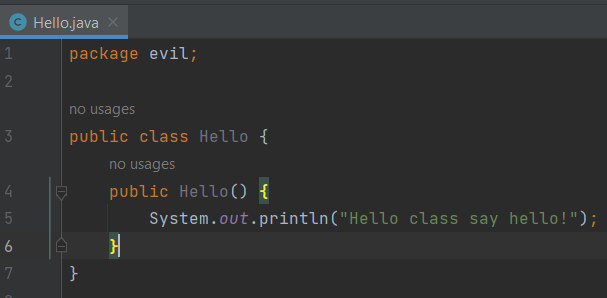 Hello.java
1 package evil;
2
no usages
3 public class Hello {
no usages
4 public Hello() {
5 System.out.println("Hello class say hello!");
6 }
7 }